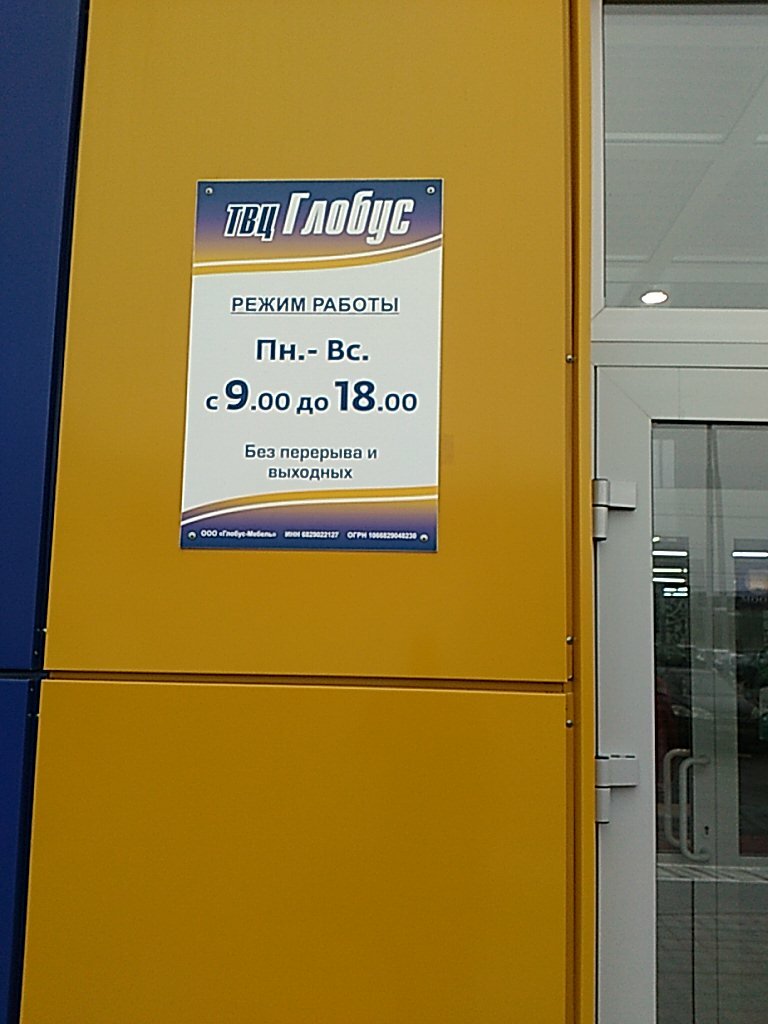 ТВЦ Глобус
РЕЖИМ РАБОТЫ
Пн.- Вс.
с 9.00 до 18.00
Без перерыва и
выходных
ООО «Глобус-Мебель» ИНН 6829022127 ОГРН 1066829048230